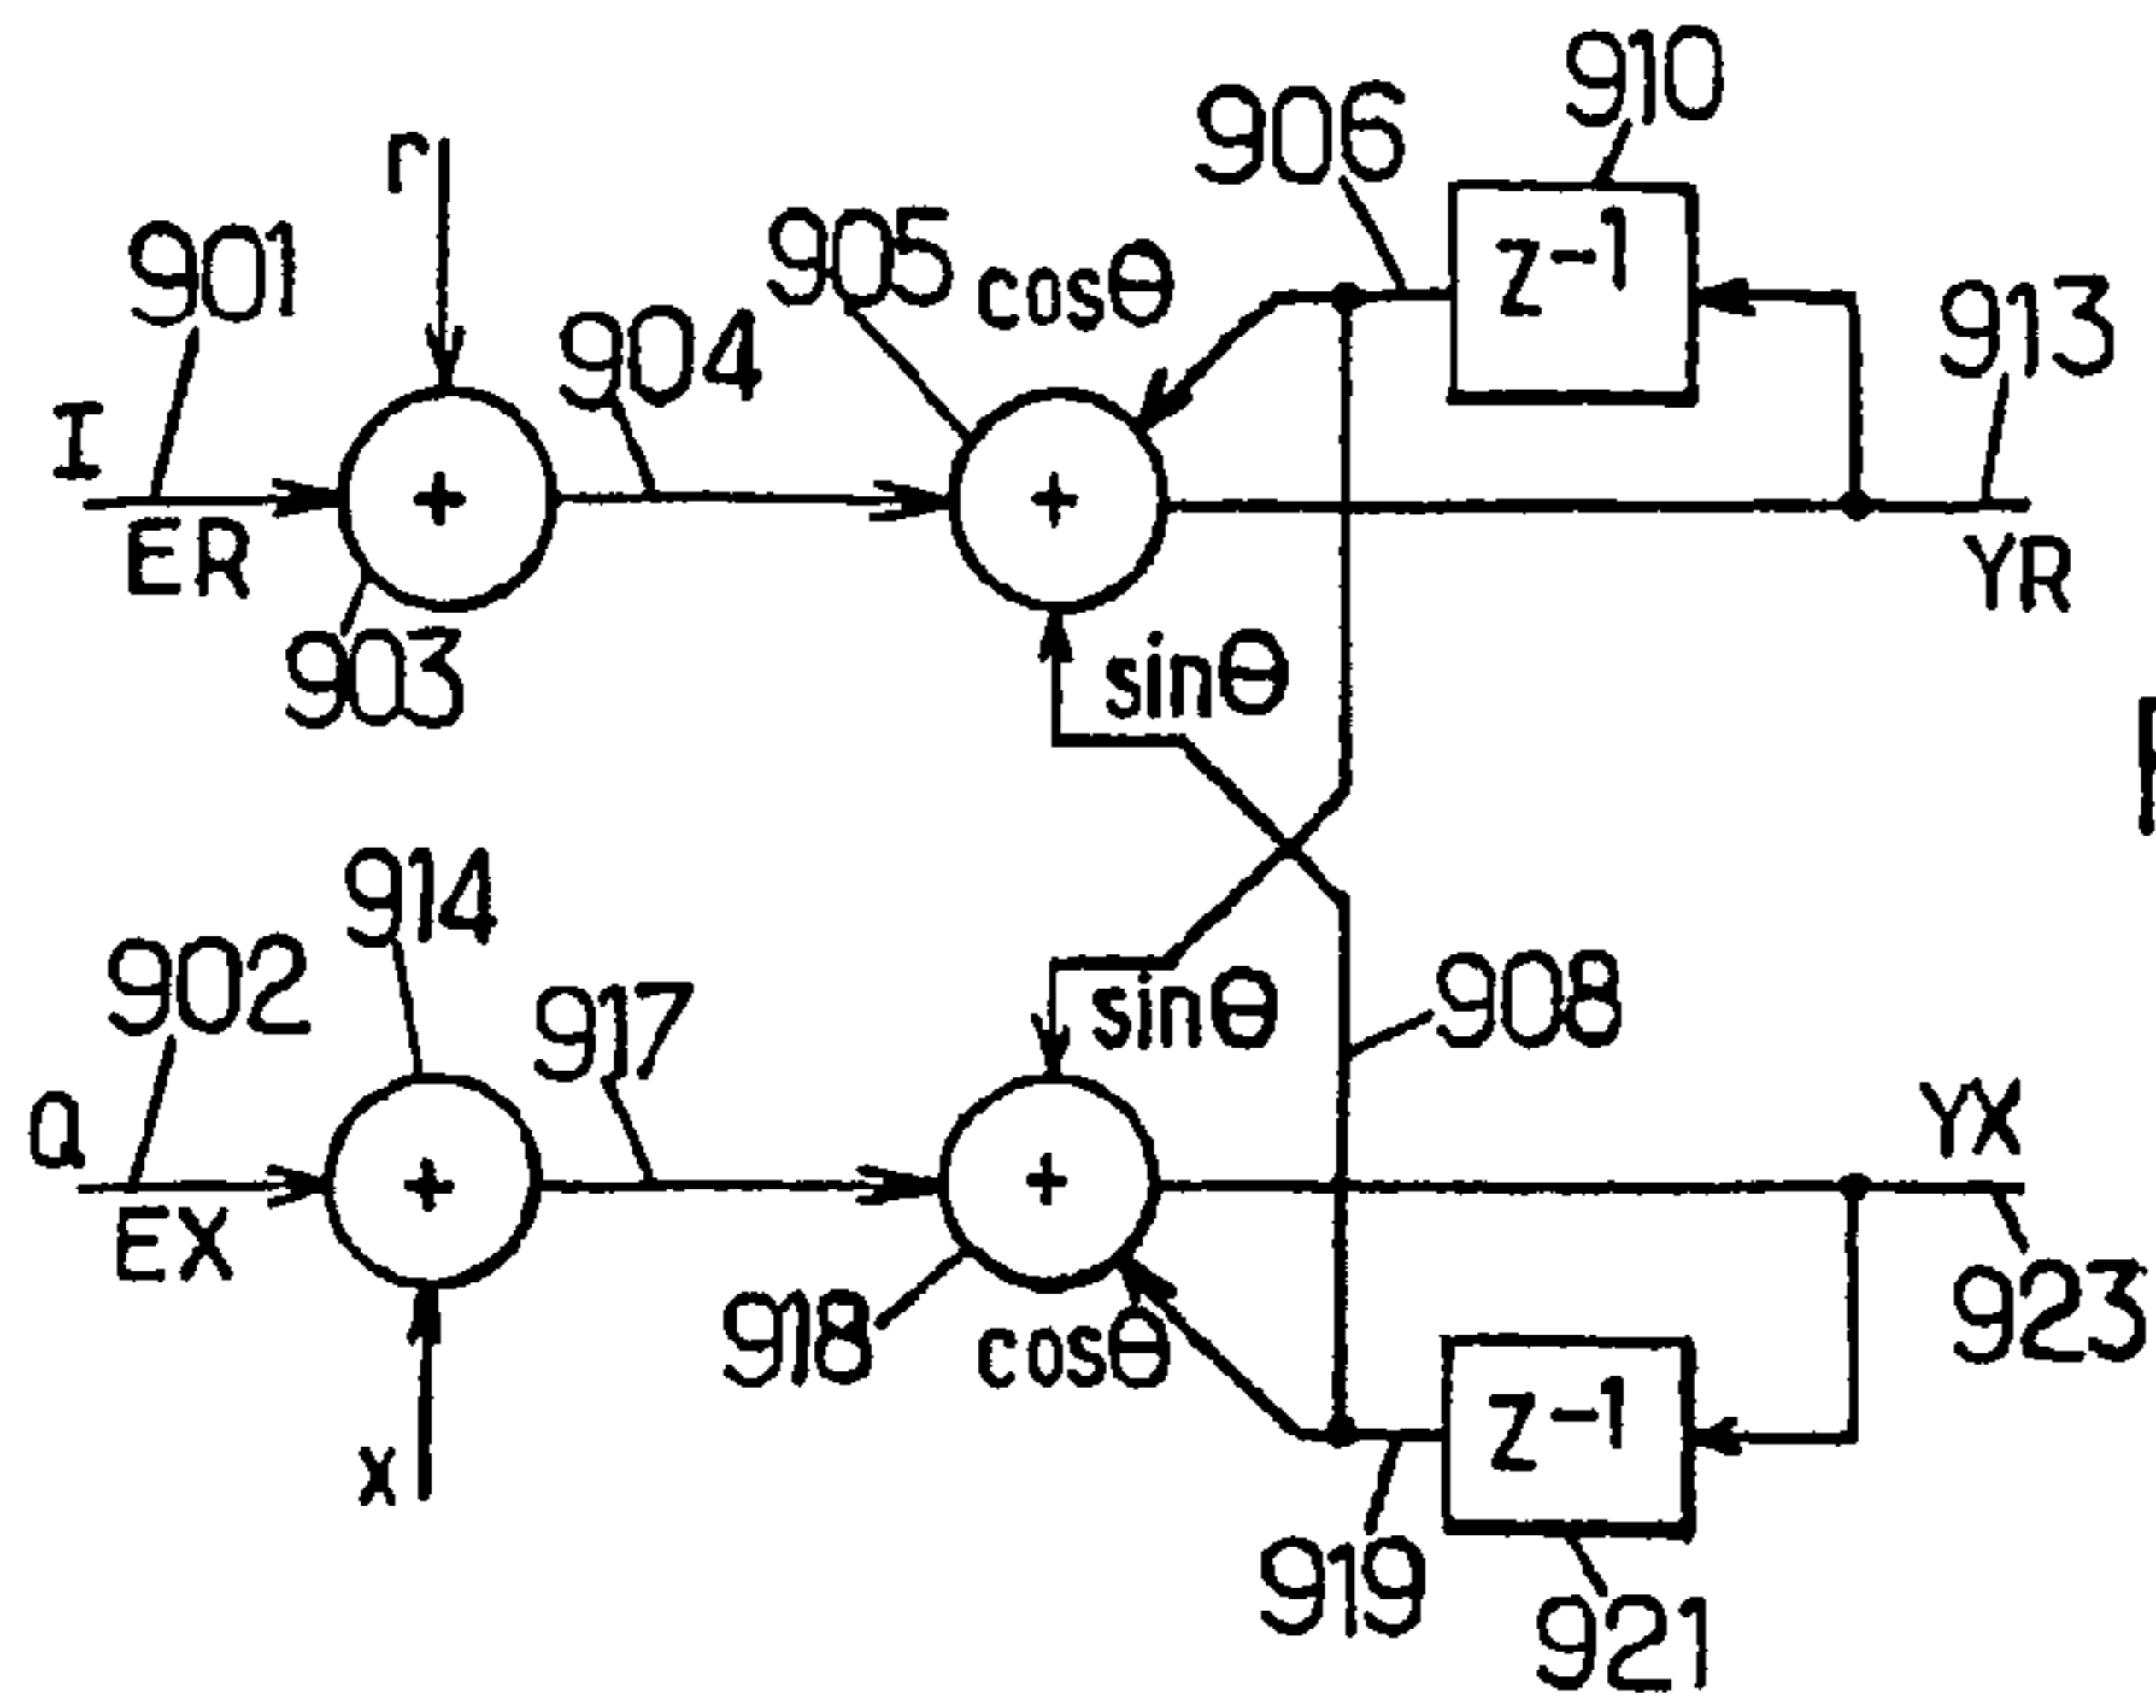 910
906
r
905
cosθ
z⁻¹
901
904
913
I
+
+
ER
YR
903
sinθ
914
902
917
sinθ
908
Q
YX
+
+
EX
918
cosθ
923
z⁻¹
x
919
921